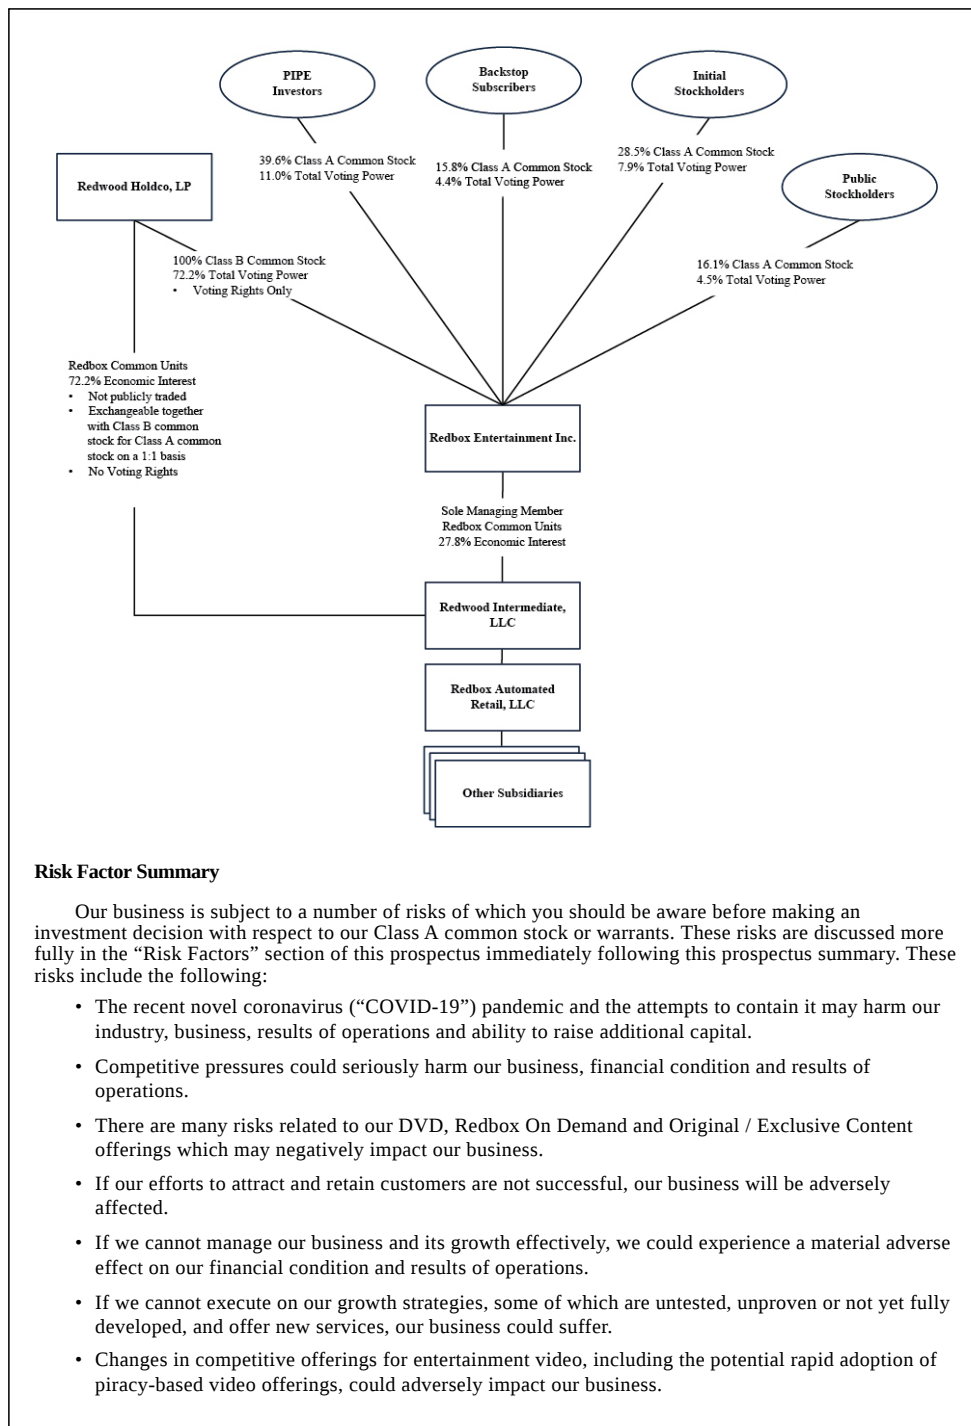 PIPE
Investors
Backstop
Subscribers
Initial
Stockholders
Redwood Holdco, LP
Public
Stockholders
39.6% Class A Common Stock
11.0% Total Voting Power
15.8% Class A Common Stock
4.4% Total Voting Power
28.5% Class A Common Stock
7.9% Total Voting Power
100% Class B Common Stock
72.2% Total Voting Power
• Voting Rights Only
16.1% Class A Common Stock
4.5% Total Voting Power
Redbox Common Units
72.2% Economic Interest
• Not publicly traded
• Exchangeable together
with Class B common
stock for Class A common
stock on a 1:1 basis
• No Voting Rights
Redbox Entertainment Inc.
Sole Managing Member
Redbox Common Units
27.8% Economic Interest
Redwood Intermediate,
LLC
Redbox Automated
Retail, LLC
Other Subsidiaries
Risk Factor Summary
Our business is subject to a number of risks of which you should be aware before making an
investment decision with respect to our Class A common stock or warrants. These risks are discussed more
fully in the “Risk Factors” section of this prospectus immediately following this prospectus summary. These
risks include the following:
• The recent novel coronavirus (“COVID-19”) pandemic and the attempts to contain it may harm our
industry, business, results of operations and ability to raise additional capital.
• Competitive pressures could seriously harm our business, financial condition and results of
operations.
• There are many risks related to our DVD, Redbox On Demand and Original / Exclusive Content
offerings which may negatively impact our business.
• If our efforts to attract and retain customers are not successful, our business will be adversely
affected.
• If we cannot manage our business and its growth effectively, we could experience a material adverse
effect on our financial condition and results of operations.
• If we cannot execute on our growth strategies, some of which are untested, unproven or not yet fully
developed, and offer new services, our business could suffer.
• Changes in competitive offerings for entertainment video, including the potential rapid adoption of
piracy-based video offerings, could adversely impact our business.